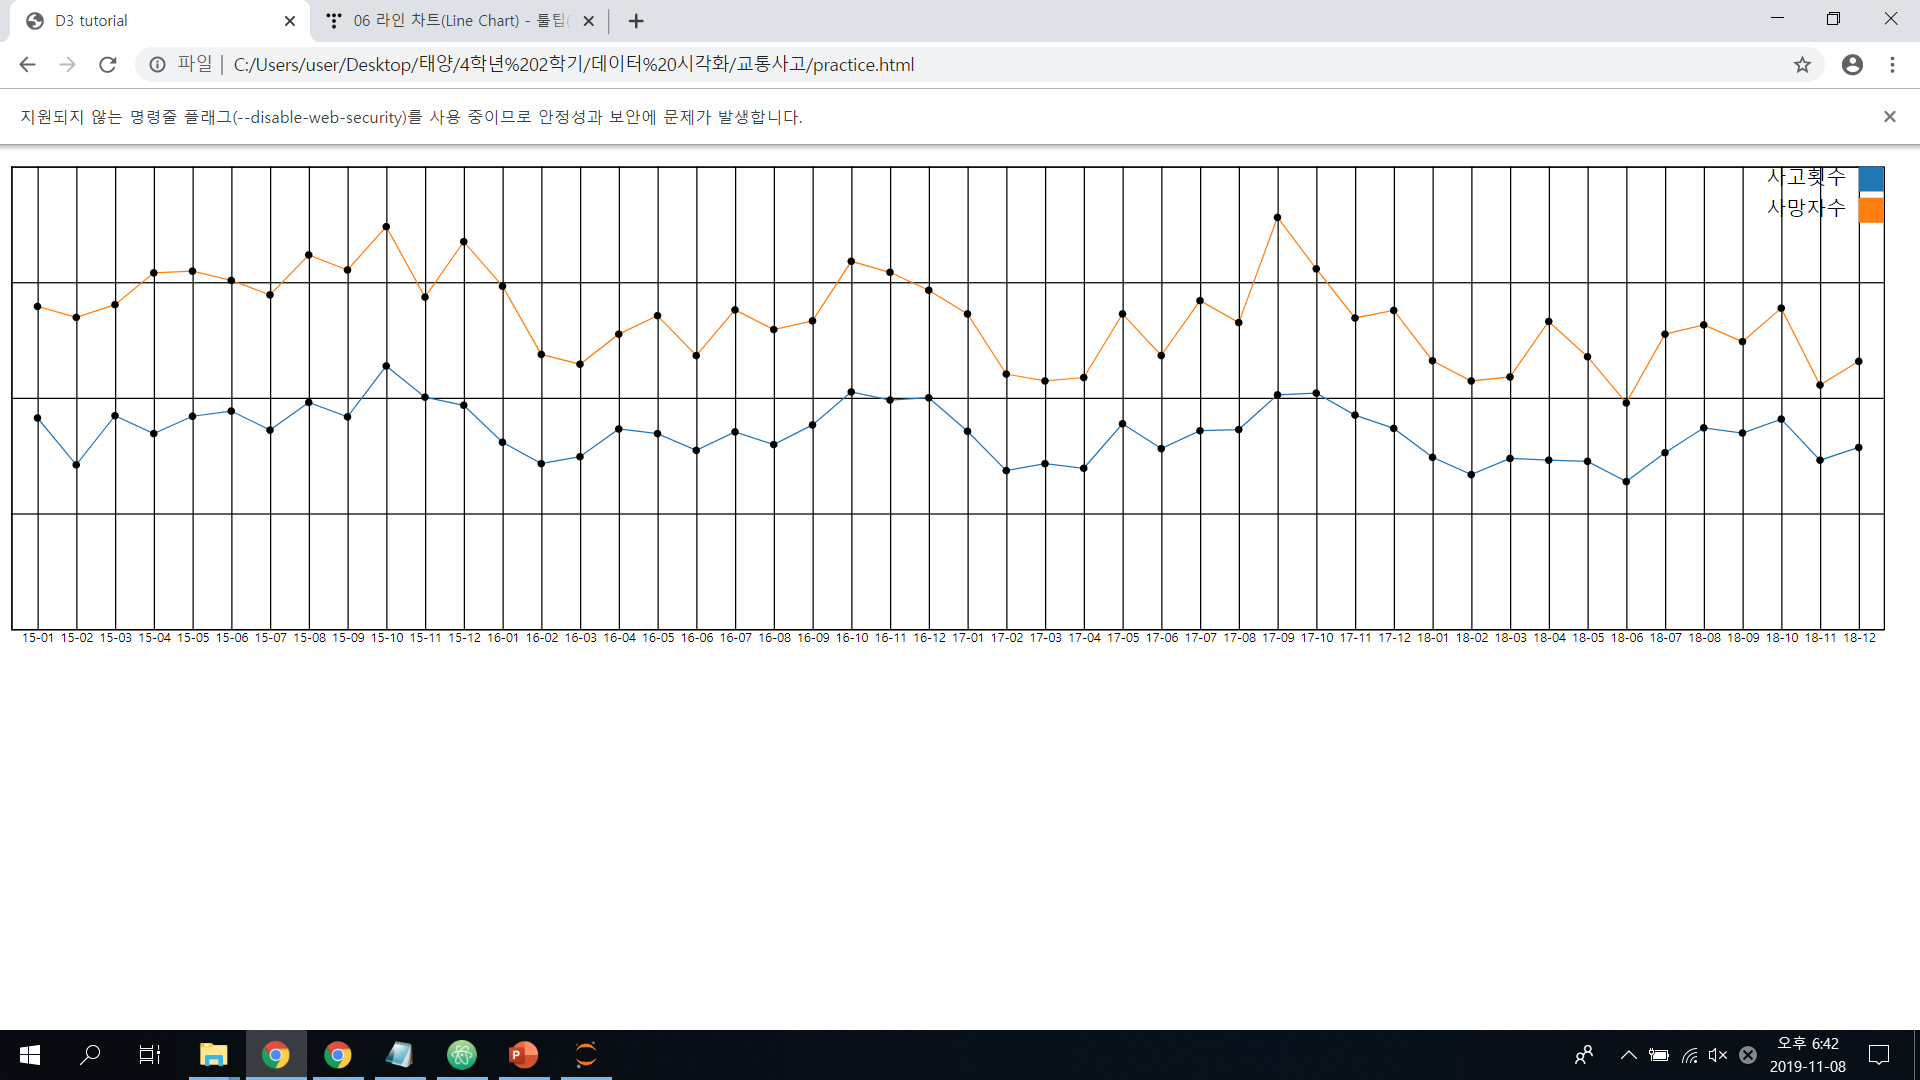 D3 tutorial
06 라인 차트(Line Chart) - 툴팁(
파일 | C:/Users/user/Desktop/태양/4학년%202학기/데이터%20시각화/교통사고/practice.html
지원되지 않는 명령줄 플래그(--disable-web-security)를 사용 중이므로 안정성과 보안에 문제가 발생합니다.
사고횟수
사망자수
15-01 15-02 15-03 15-04 15-05 15-06 15-07 15-08 15-09 15-10 15-11 15-12 16-01 16-02 16-03 16-04 16-05 16-06 16-07 16-08 16-09 16-10 16-11 16-12 17-01 17-02 17-03 17-04 17-05 17-06 17-07 17-08 17-09 17-10 17-11 17-12 18-01 18-02 18-03 18-04 18-05 18-06 18-07 18-08 18-09 18-10 18-11 18-12
오후 6:42
2019-11-08